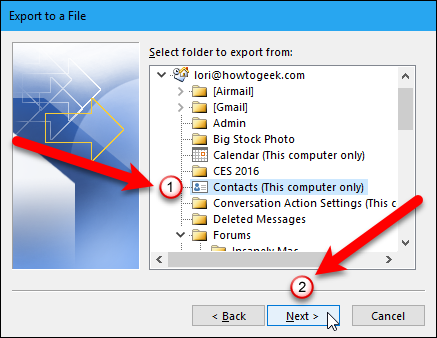 Export to a File
Select folder to export from:
lori@howtogeek.com
[Airmail]
[Gmail]
Admin
Big Stock Photo
Calendar (This computer only)
CES 2016
1
Contacts (This computer only)
Conversation Action Settings (This c
Deleted Messages
Forums
Insanely Mac
2
< Back
Next >
Cancel